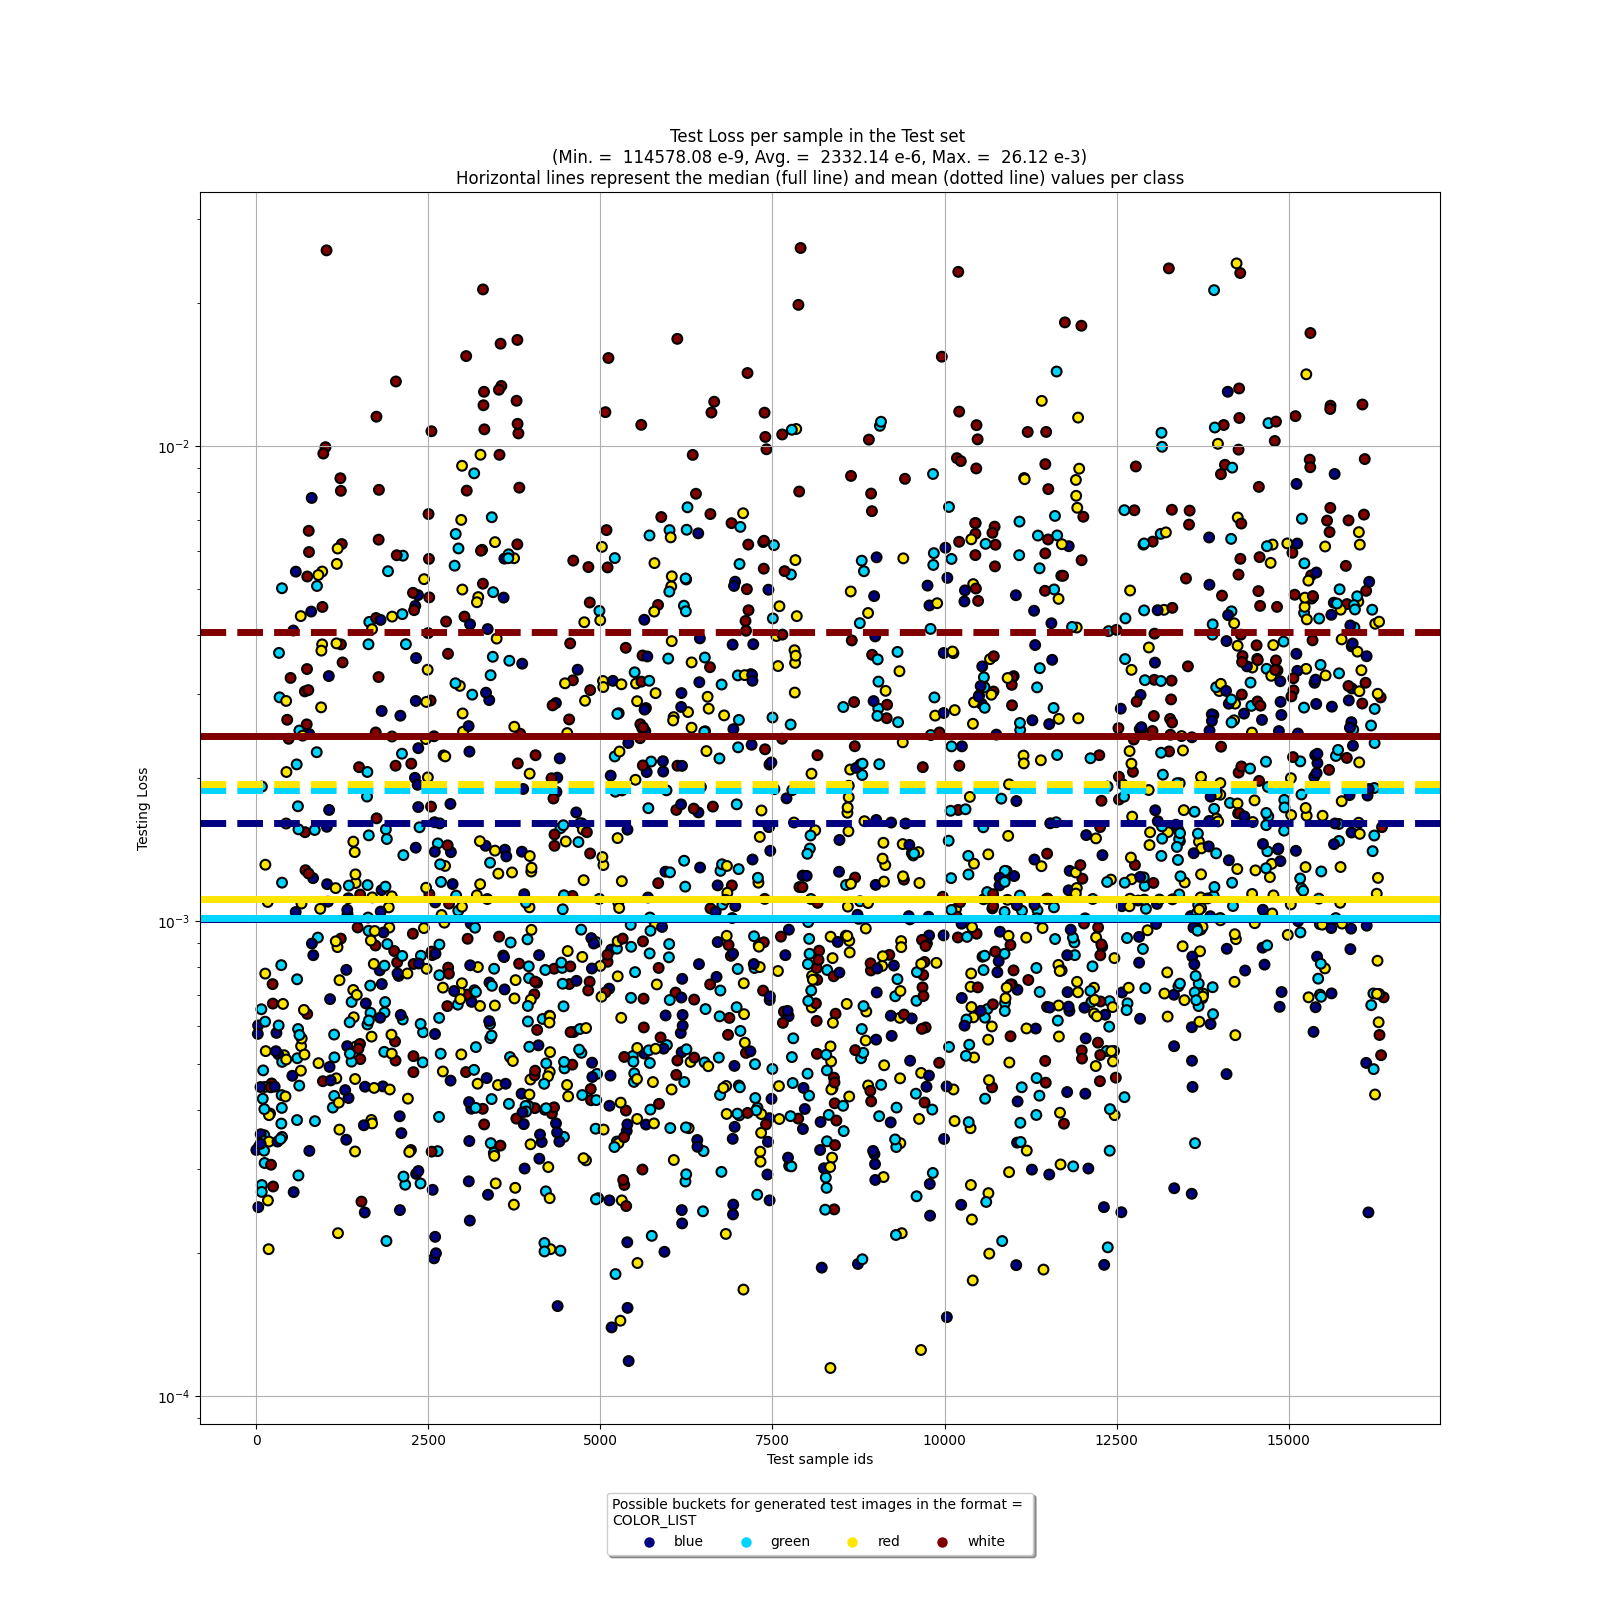 Test Loss per sample in the Test set
(Min. = 114578.08 e-9, Avg. = 2332.14 e-6, Max. = 26.12 e-3)
Horizontal lines represent the median (full line) and mean (dotted line) values per class
Testing Loss
10⁻²
10⁻³
10⁻⁴
0 2500 5000 7500 10000 12500 15000
Test sample ids
Possible buckets for generated test images in the format =
COLOR_LIST
blue green red white